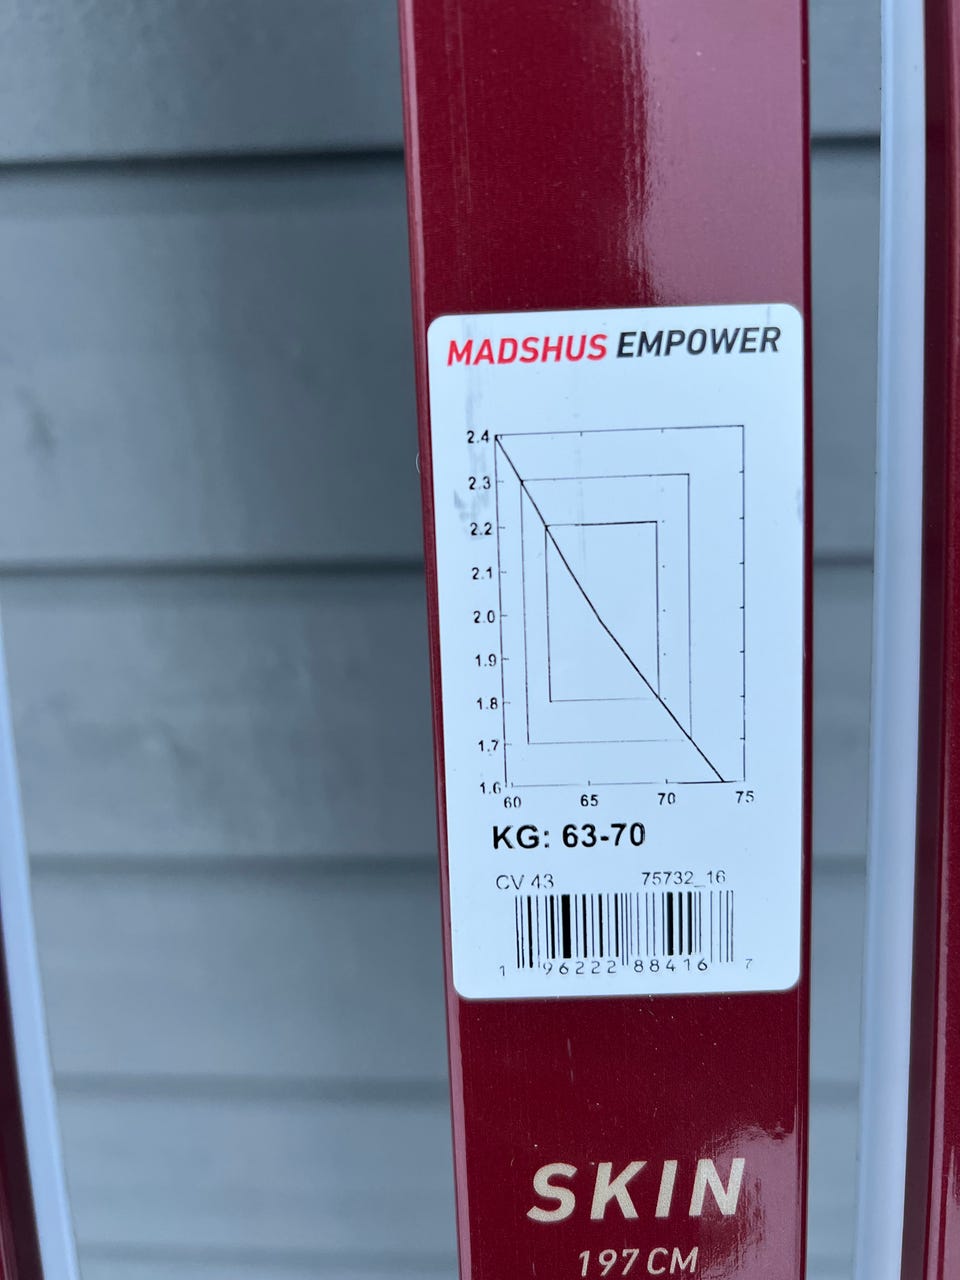 MADSHUS EMPOWER
2.4
2.3
2.2
2.1
2.0
1.9
1.8
1.7
1.6
60 65 70 75
KG: 63-70
CV 43 75732_16
1 96222 88416 7
SKIN
197 CM